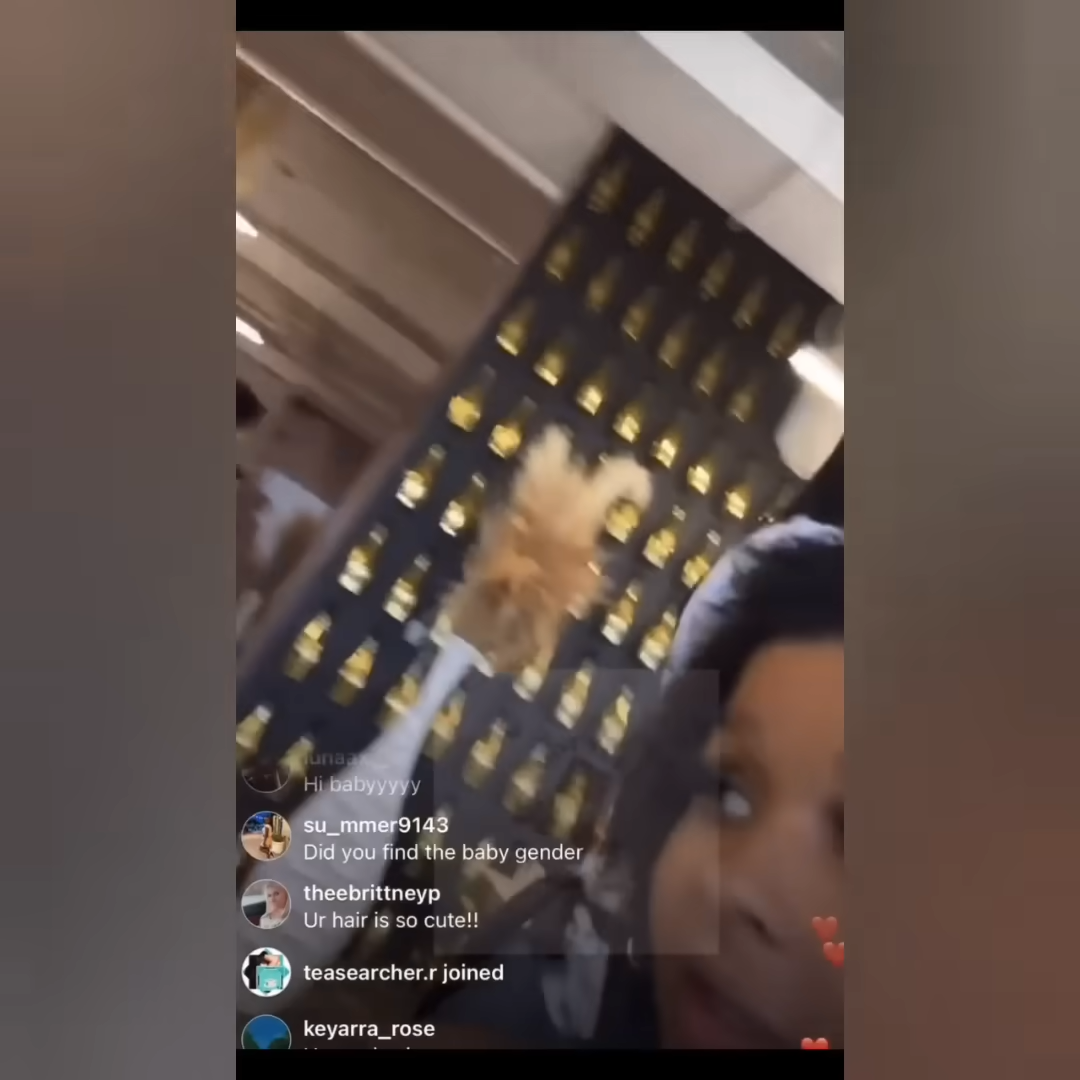 Hi babyyyyy
su_mmer9143
Did you find the baby gender
theebrittneyp
Ur hair is so cute!!
teasearcher.r joined
keyarra_rose